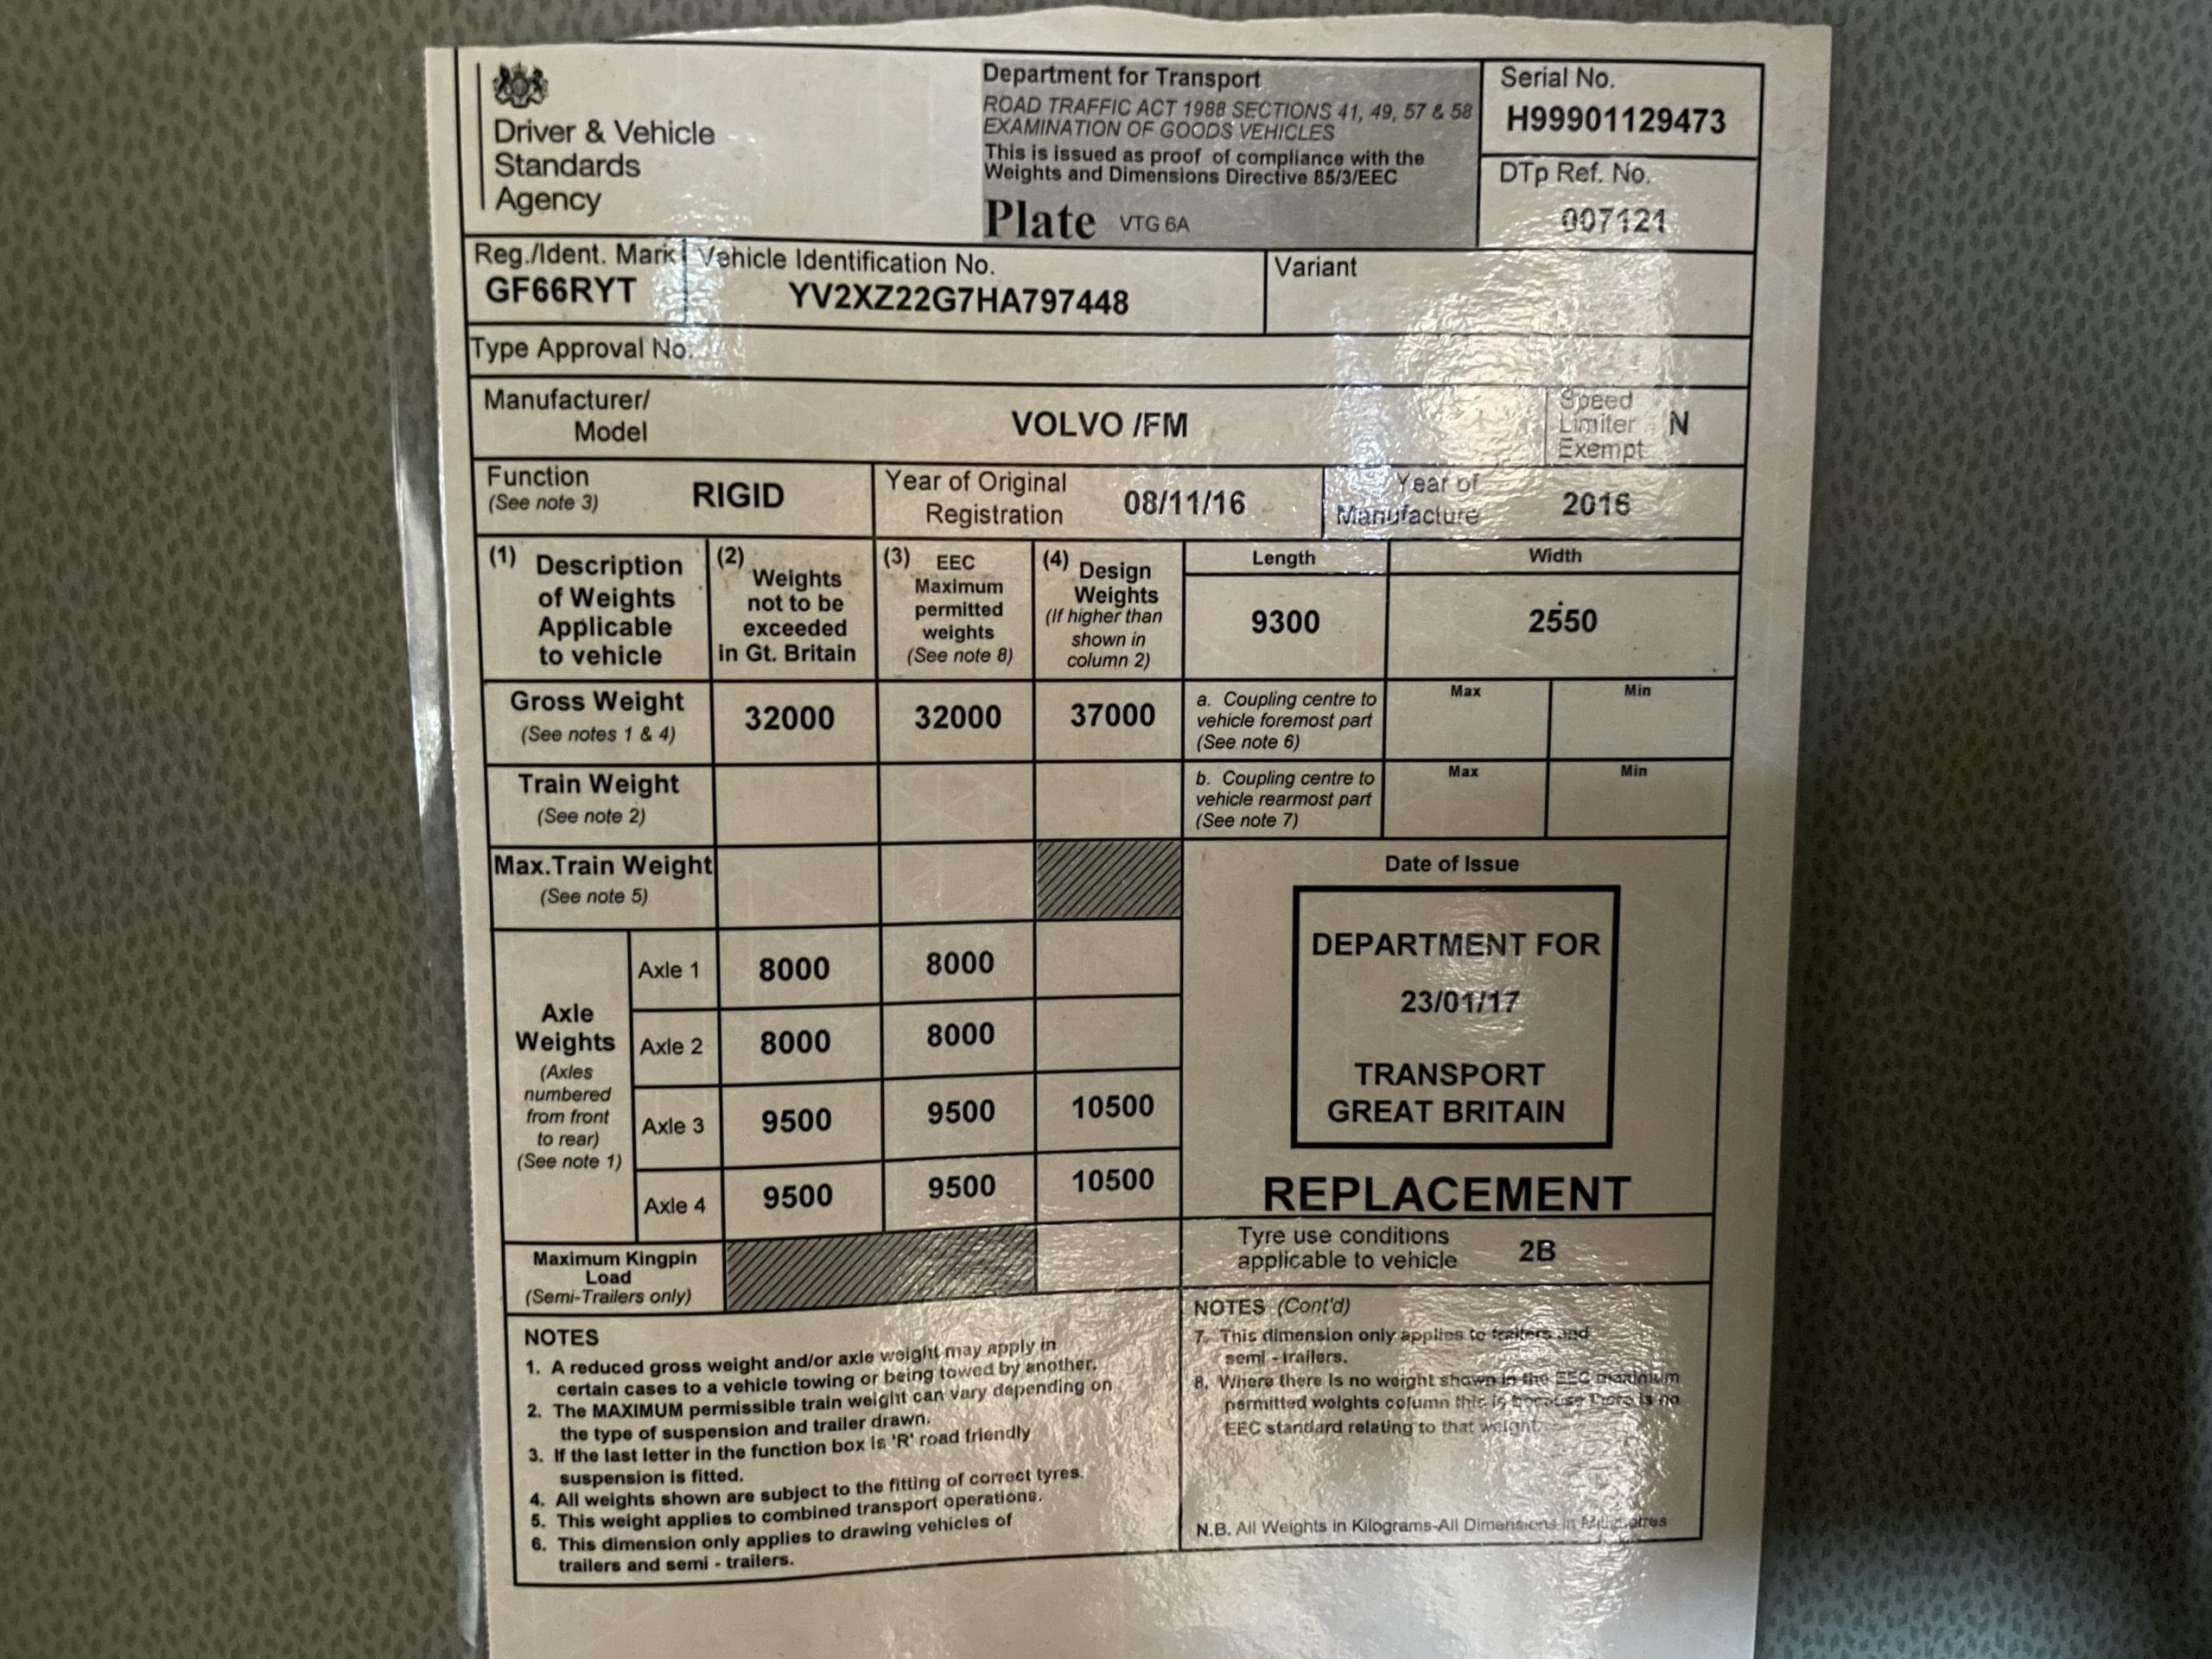 Driver & Vehicle
Standards
Agency
Department for Transport
ROAD TRAFFIC ACT 1988 SECTIONS 41, 49, 57 & 58
EXAMINATION OF GOODS VEHICLES
This is issued as proof of compliance with the
Weights and Dimensions Directive 85/3/EEC
Plate VTG 6A
Serial No.
H99901129473
DTp Ref. No.
007121
Reg./Ident. Mark
GF66RYT
Vehicle Identification No.
YV2XZ22G7HA797448
Variant
Type Approval No.
Manufacturer/
Model
VOLVO /FM
Speed
Limiter
Exempt
N
Function
(See note 3)
RIGID
Year of Original
Registration
08/11/16
Year of
Manufacture
2016
(1) Description
of Weights
Applicable
to vehicle
(2) Weights
not to be
exceeded
in Gt. Britain
(3) EEC
Maximum
permitted
weights
(See note 8)
(4) Design
Weights
(If higher than
shown in
column 2)
Length
9300
Width
2550
Gross Weight
(See notes 1 & 4)
32000
32000
37000
a. Coupling centre to
vehicle foremost part
(See note 6)
Max
Min
Train Weight
(See note 2)
b. Coupling centre to
vehicle rearmost part
(See note 7)
Max
Min
Max.Train Weight
(See note 5)
Axle
Weights
(Axles
numbered
from front
to rear)
(See note 1)
Axle 1 8000 8000
Axle 2 8000 8000
Axle 3 9500 9500 10500
Axle 4 9500 9500 10500
Date of Issue
DEPARTMENT FOR
23/01/17
TRANSPORT
GREAT BRITAIN
REPLACEMENT
Maximum Kingpin
Load
(Semi-Trailers only)
Tyre use conditions
applicable to vehicle
2B
NOTES
1. A reduced gross weight and/or axle weight may apply in
certain cases to a vehicle towing or being towed by another.
2. The MAXIMUM permissible train weight can vary depending on
the type of suspension and trailer drawn.
3. If the last letter in the function box is 'R' road friendly
suspension is fitted.
4. All weights shown are subject to the fitting of correct tyres.
5. This weight applies to combined transport operations.
6. This dimension only applies to drawing vehicles of
trailers and semi - trailers.
NOTES (Cont'd)
7. This dimension only applies to trailers and
semi - trailers.
8. Where there is no weight shown in the EEC maximum
permitted weights column this is because there is no
EEC standard relating to that weight.
N.B. All Weights in Kilograms-All Dimensions in Millimetres